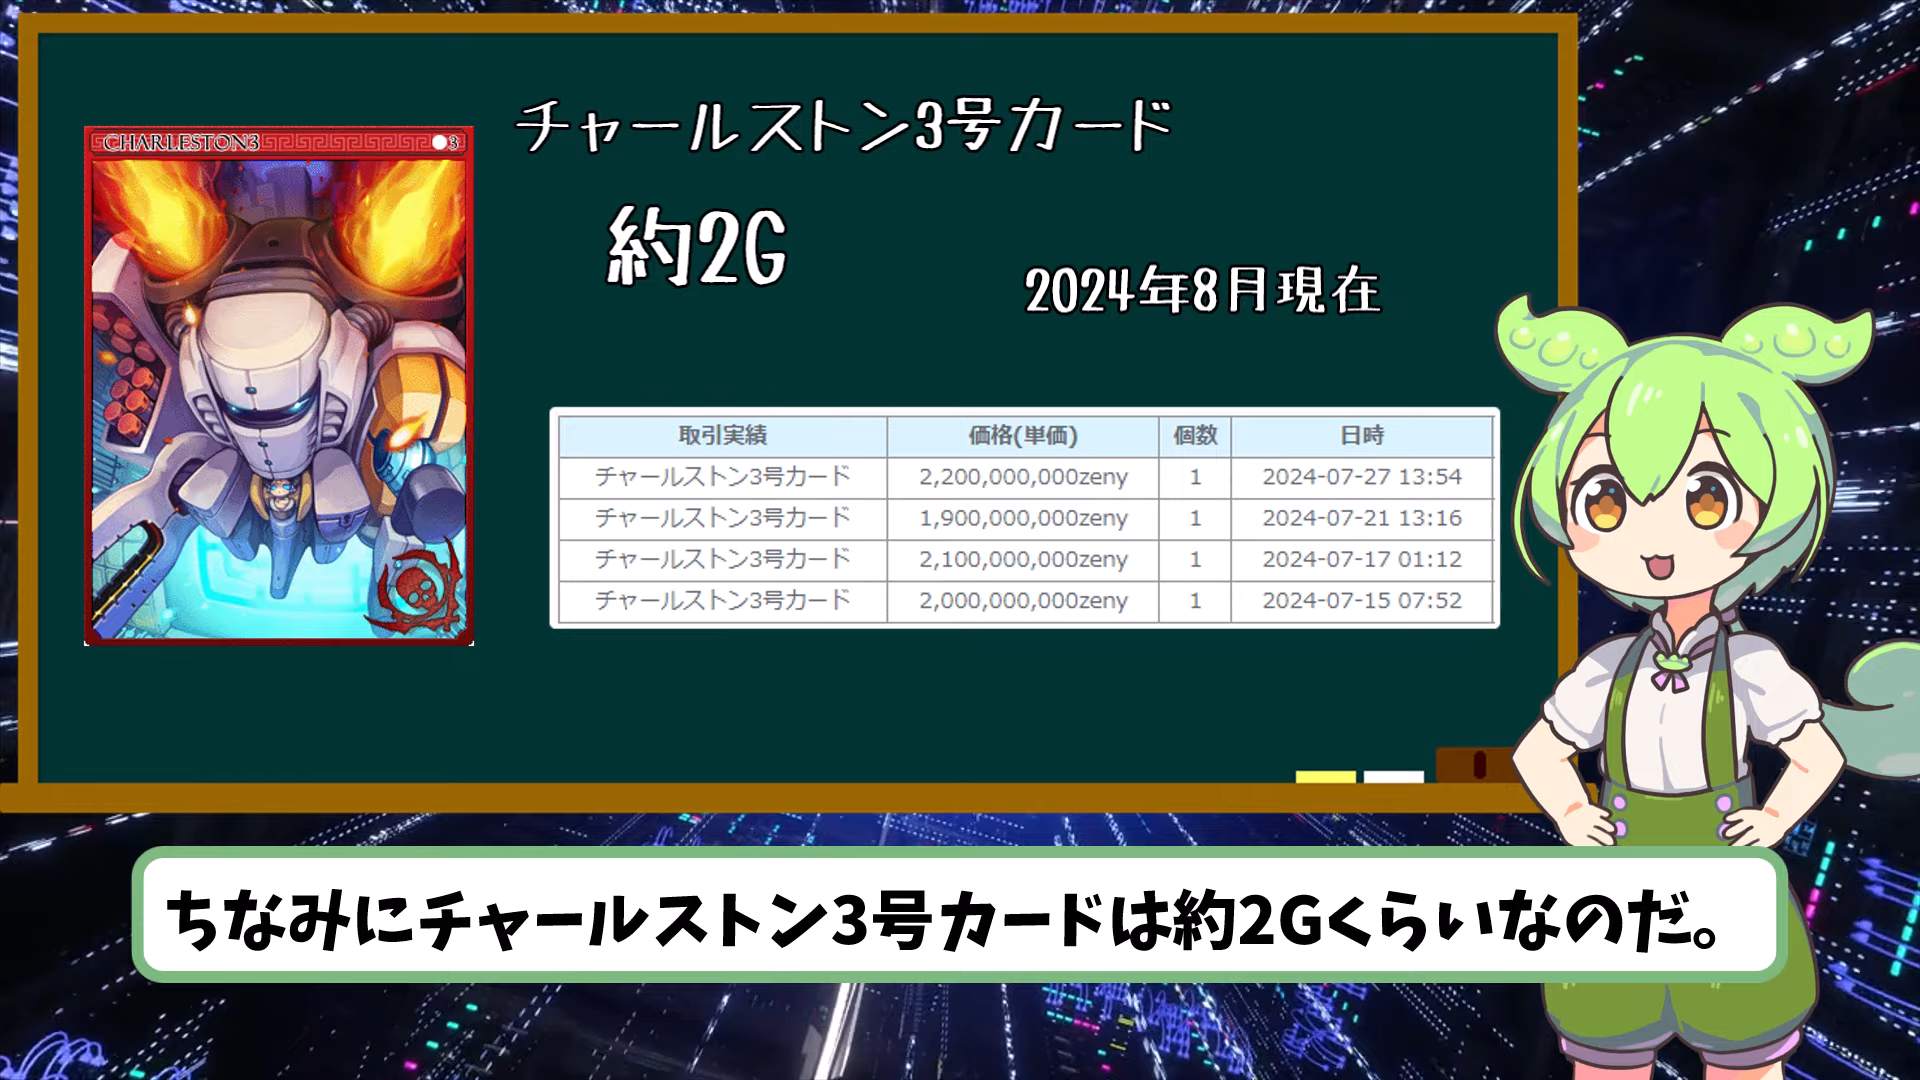 チャールストン3号カード
CHARLESTON3
3
約2G
2024年8月現在
取引実績 価格(単価) 個数 日時
チャールストン3号カード 2,200,000,000zeny 1 2024-07-27 13:54
チャールストン3号カード 1,900,000,000zeny 1 2024-07-21 13:16
チャールストン3号カード 2,100,000,000zeny 1 2024-07-17 01:12
チャールストン3号カード 2,000,000,000zeny 1 2024-07-15 07:52
ちなみにチャールストン3号カードは約2Gくらいなのだ。